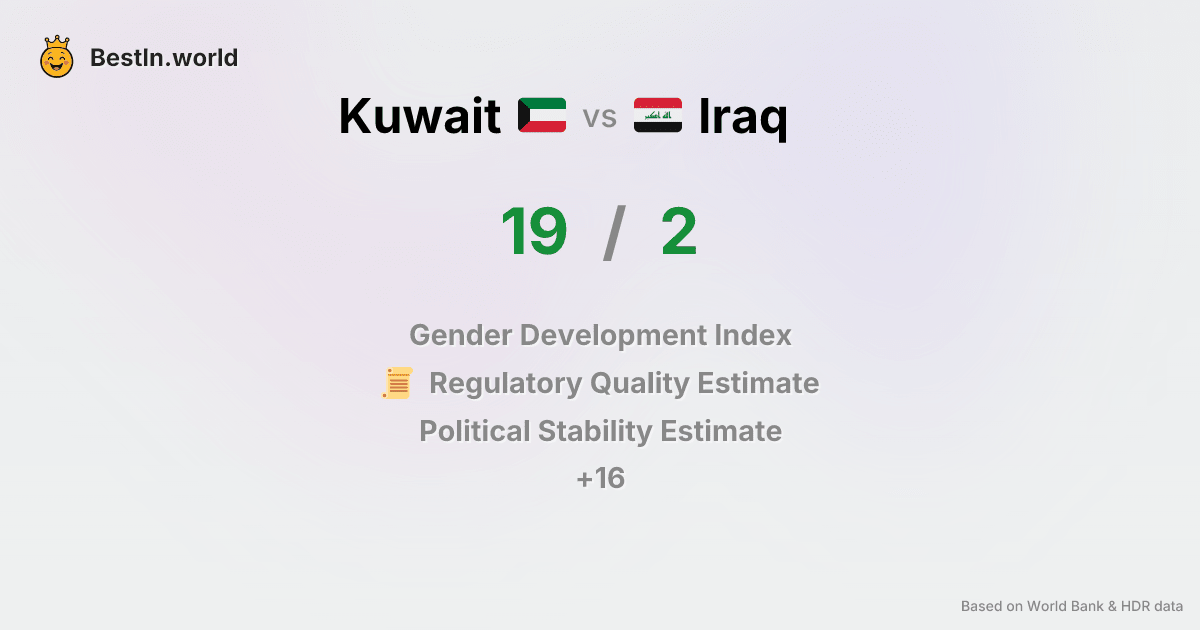 BestIn.world
Kuwait vs Iraq
19 / 2
Gender Development Index
Regulatory Quality Estimate
Political Stability Estimate
+16
Based on World Bank & HDR data